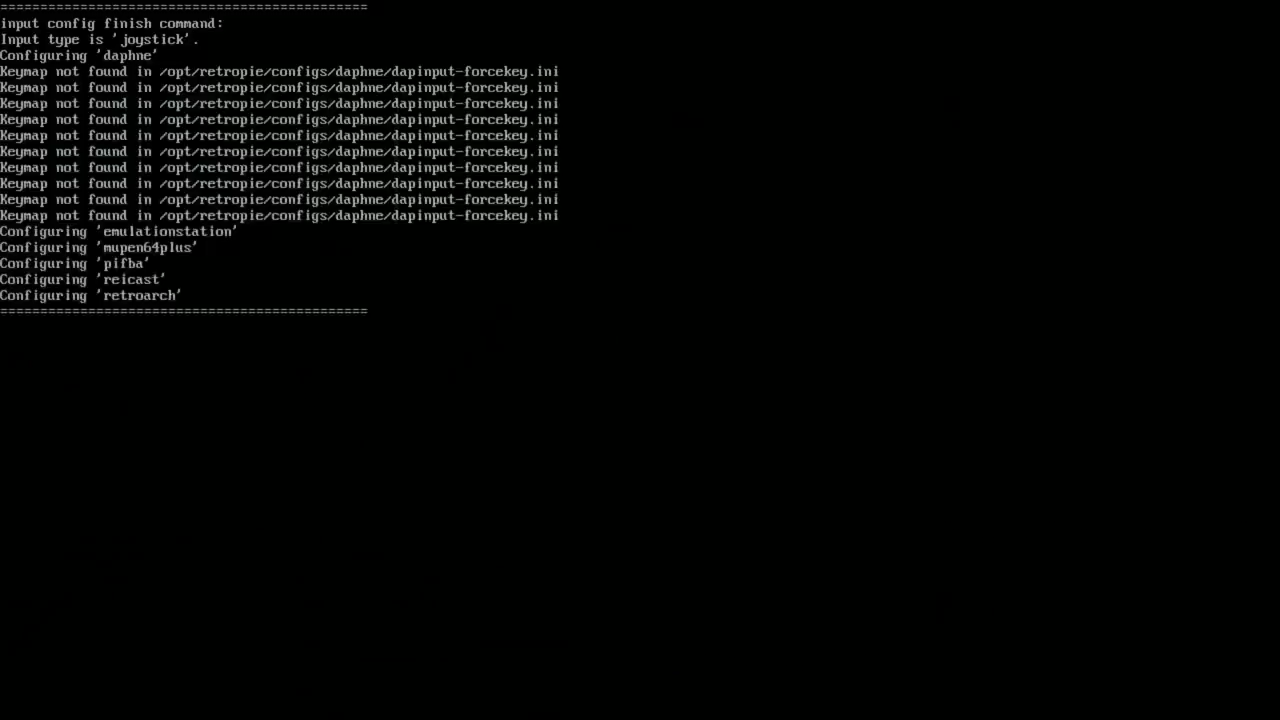 ==============================================
input config finish command:
Input type is 'joystick'.
Configuring 'daphne'
Keymap not found in /opt/retropie/configs/daphne/dapinput-forcekey.ini
Keymap not found in /opt/retropie/configs/daphne/dapinput-forcekey.ini
Keymap not found in /opt/retropie/configs/daphne/dapinput-forcekey.ini
Keymap not found in /opt/retropie/configs/daphne/dapinput-forcekey.ini
Keymap not found in /opt/retropie/configs/daphne/dapinput-forcekey.ini
Keymap not found in /opt/retropie/configs/daphne/dapinput-forcekey.ini
Keymap not found in /opt/retropie/configs/daphne/dapinput-forcekey.ini
Keymap not found in /opt/retropie/configs/daphne/dapinput-forcekey.ini
Keymap not found in /opt/retropie/configs/daphne/dapinput-forcekey.ini
Keymap not found in /opt/retropie/configs/daphne/dapinput-forcekey.ini
Configuring 'emulationstation'
Configuring 'mupen64plus'
Configuring 'pifba'
Configuring 'reicast'
Configuring 'retroarch'
==============================================